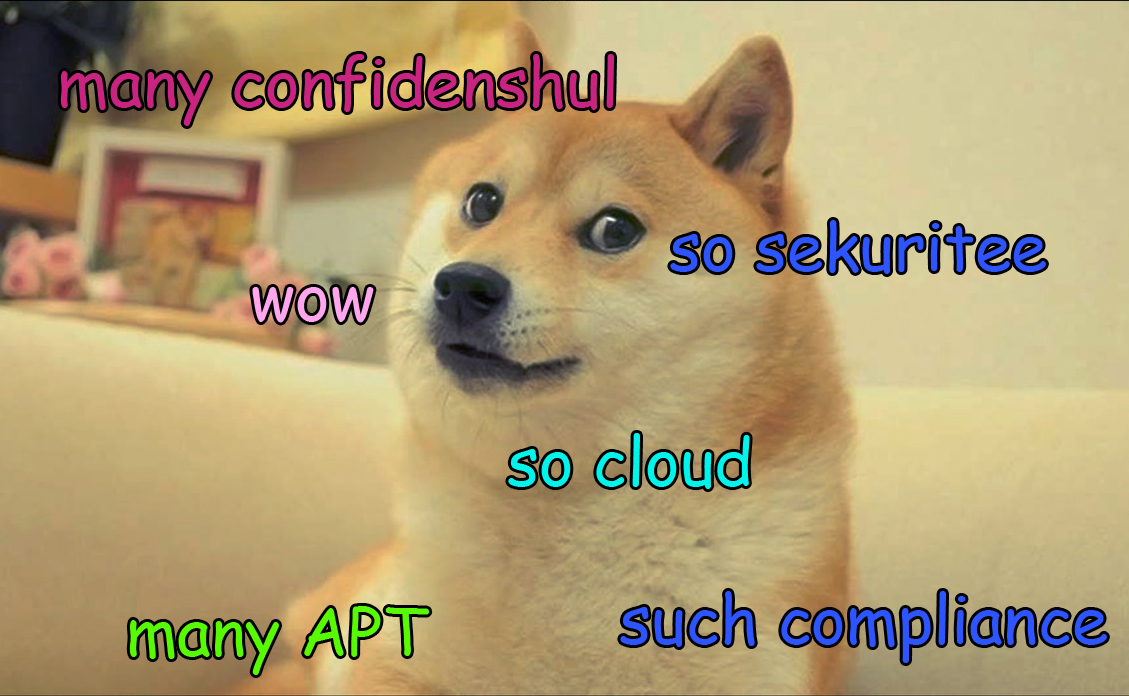 many confidenshul
so sekuritee
wow
so cloud
many APT
such compliance